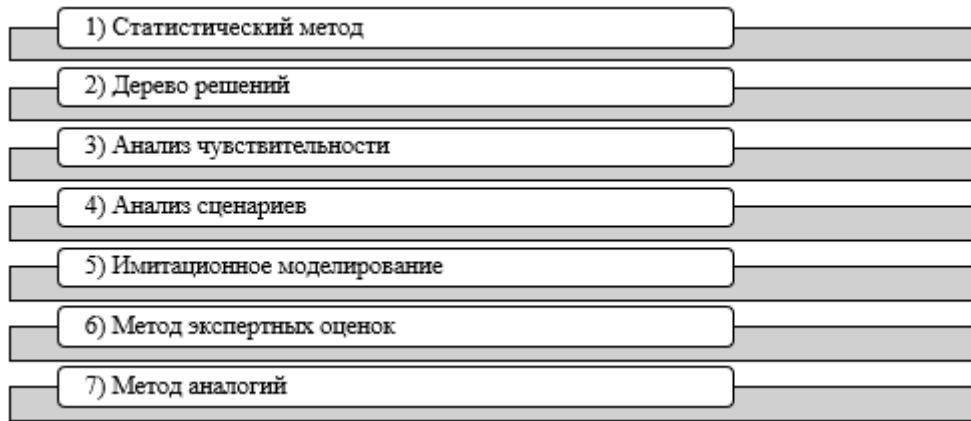 1) Статистический метод
2) Дерево решений
3) Анализ чувствительности
4) Анализ сценариев
5) Имитационное моделирование
6) Метод экспертных оценок
7) Метод аналогий